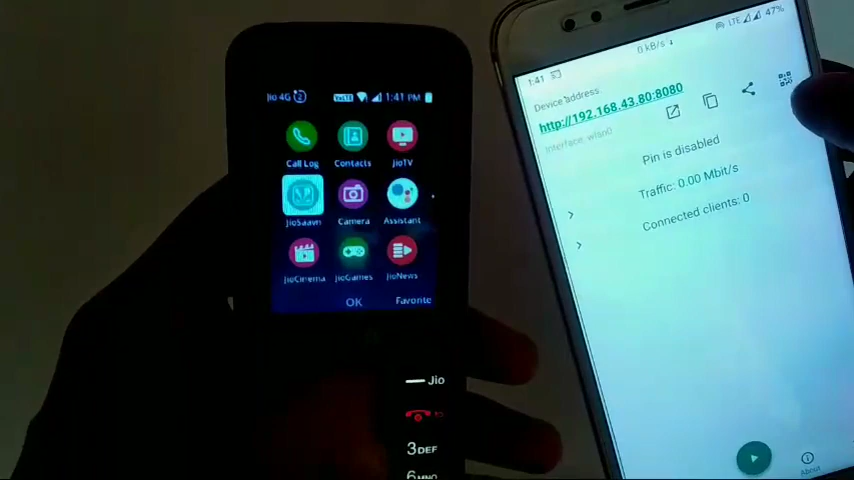 Jio 4G 2 VoLTE 1:41 PM
Call Log Contacts JioTV
JioSaavn Camera Assistant
JioCinema JioGames JioNews
OK Favorite
Jio
3DEF
6MNO
1:41 0 kB/s LTE 47%
Device address:
http://192.168.43.80:8080
Interface: wlan0
Pin is disabled
Traffic: 0.00 Mbit/s
Connected clients: 0
About